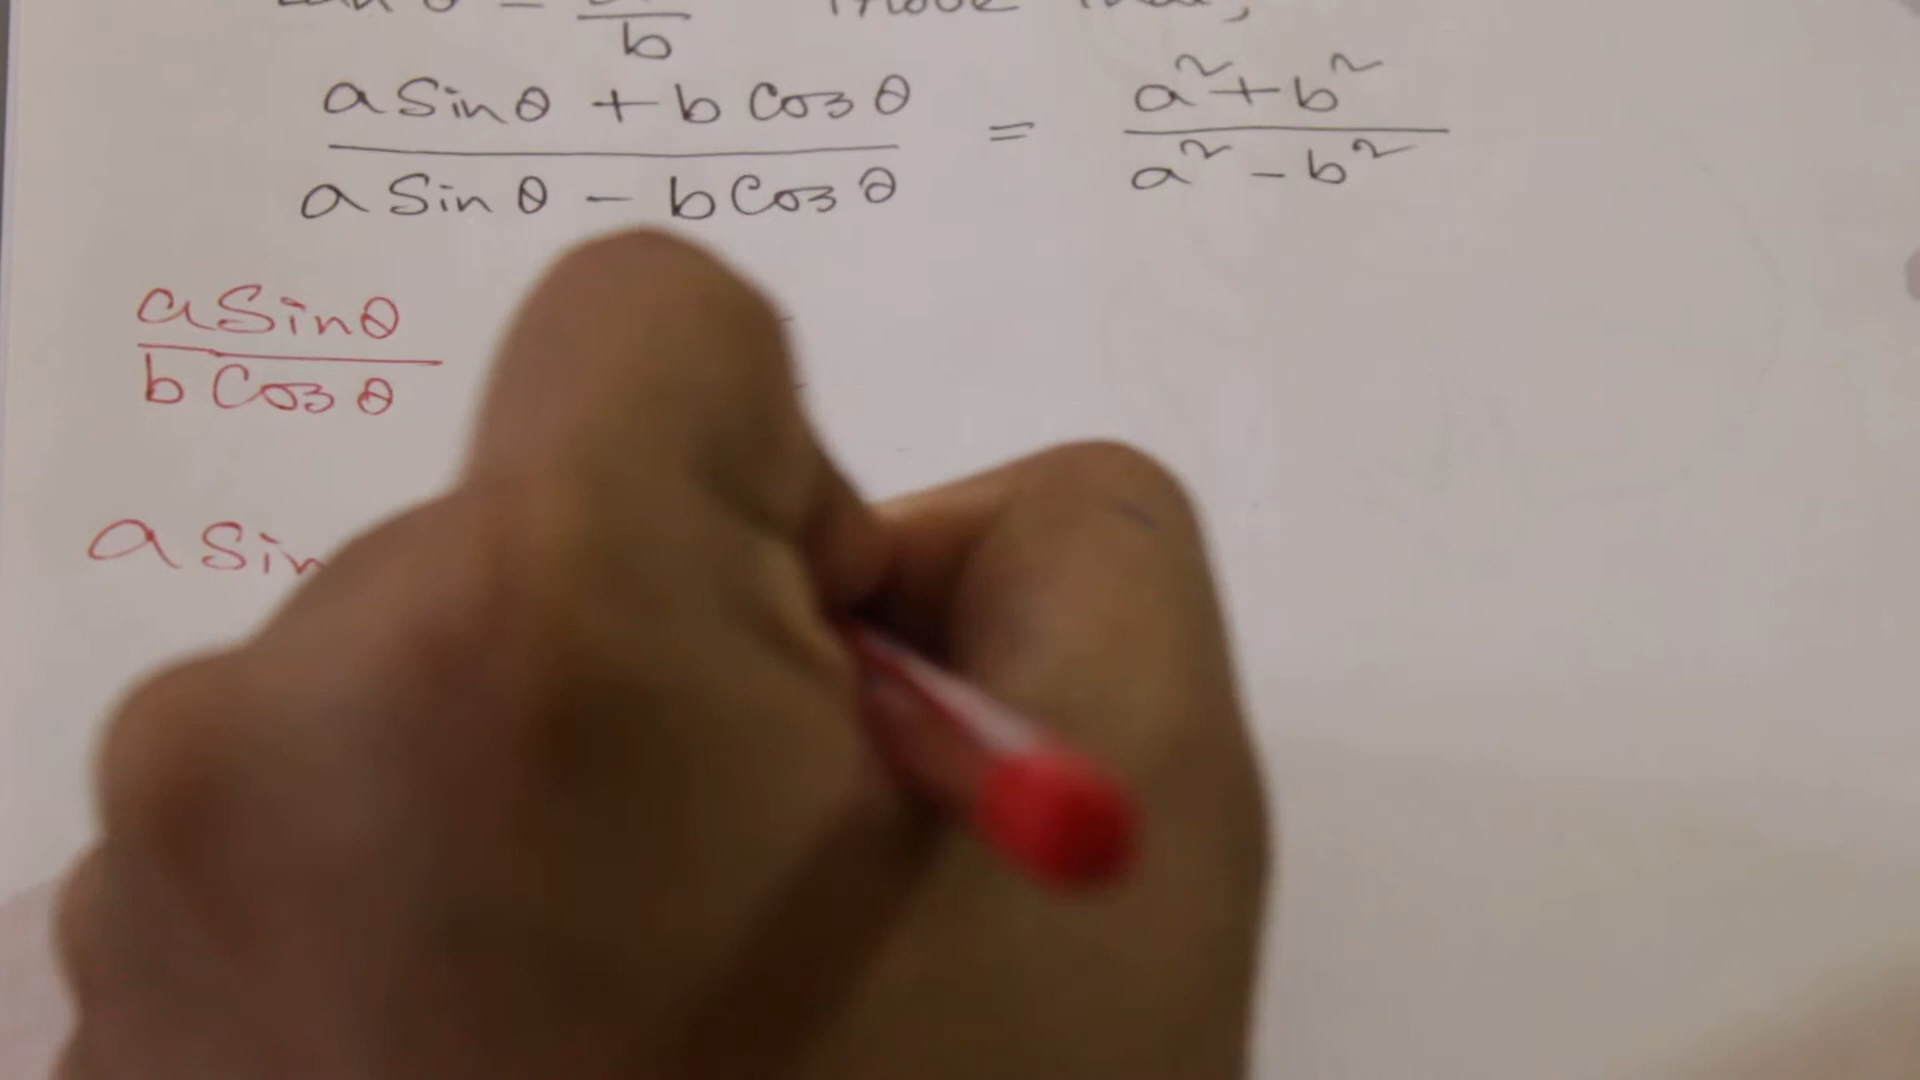 b
a Sin θ + b Cos θ = a² + b²
a Sin θ - b Cos θ a² - b²
a Sin θ
b Cos θ
a Sin